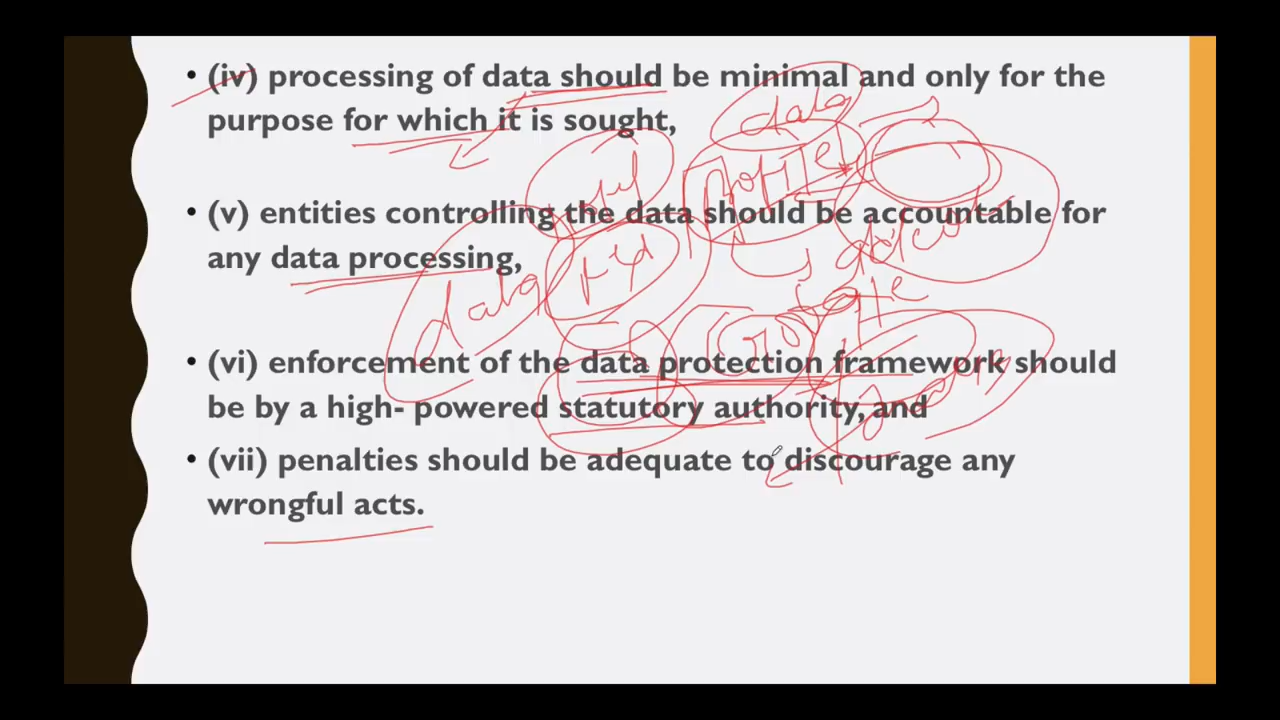 • (iv) processing of data should be minimal and only for the
purpose for which it is sought,
data
• (v) entities controlling the data should be accountable for
any data processing,
data
• (vi) enforcement of the data protection framework should
be by a high- powered statutory authority, and
• (vii) penalties should be adequate to discourage any
wrongful acts.